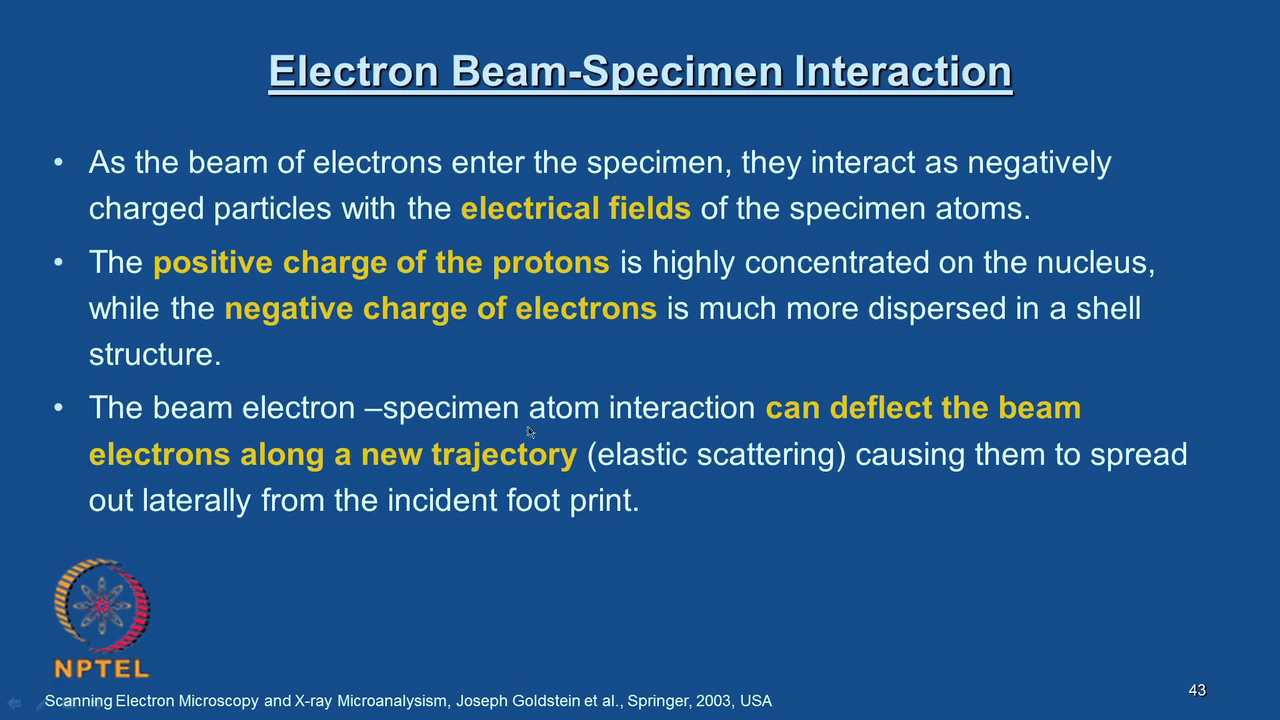 Electron Beam-Specimen Interaction
• As the beam of electrons enter the specimen, they interact as negatively
charged particles with the electrical fields of the specimen atoms.
• The positive charge of the protons is highly concentrated on the nucleus,
while the negative charge of electrons is much more dispersed in a shell
structure.
• The beam electron –specimen atom interaction can deflect the beam
electrons along a new trajectory (elastic scattering) causing them to spread
out laterally from the incident foot print.
NPTEL
Scanning Electron Microscopy and X-ray Microanalysism, Joseph Goldstein et al., Springer, 2003, USA
43